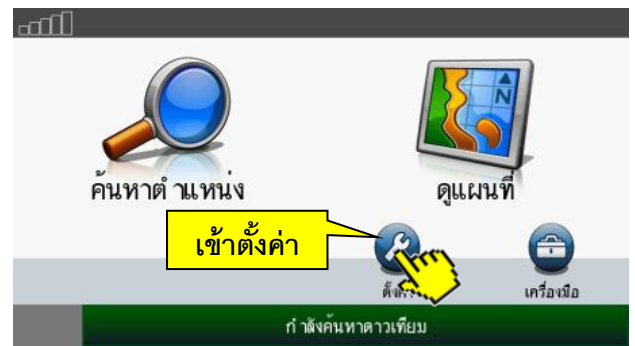 ค้นหาตำแหน่ง
ดูแผนที่
เข้าตั้งค่า
เครื่องมือ
กำลังค้นหาดาวเทียม